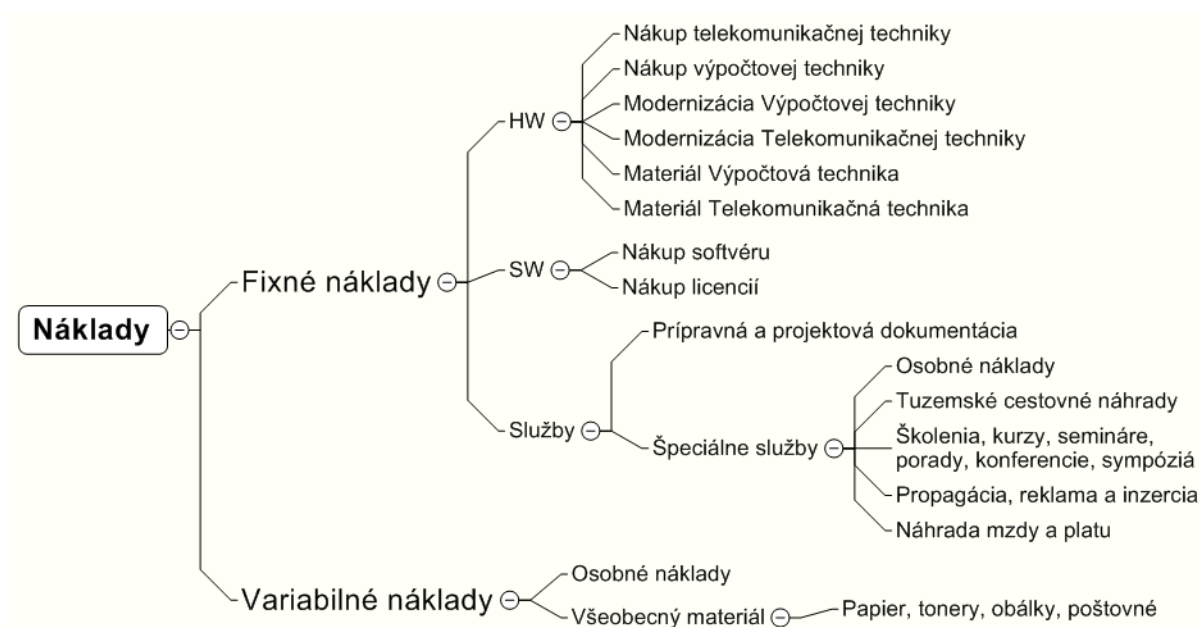 Náklady
Fixné náklady
HW
Nákup telekomunikačnej techniky
Nákup výpočtovej techniky
Modernizácia Výpočtovej techniky
Modernizácia Telekomunikačnej techniky
Materiál Výpočtová technika
Materiál Telekomunikačná technika
SW
Nákup softvéru
Nákup licencií
Služby
Prípravná a projektová dokumentácia
Špeciálne služby
Osobné náklady
Tuzemské cestovné náhrady
Školenia, kurzy, semináre,
porady, konferencie, sympóziá
Propagácia, reklama a inzercia
Náhrada mzdy a platu
Variabilné náklady
Osobné náklady
Všeobecný materiál
Papier, tonery, obálky, poštovné